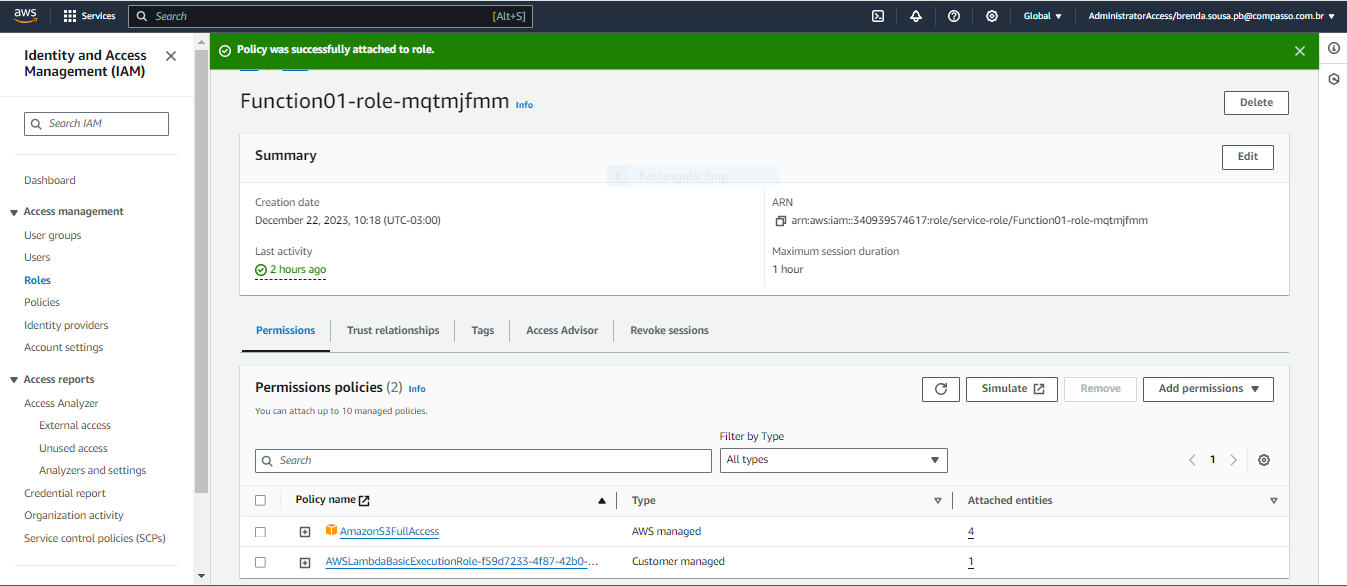 aws Services Search [Alt+S] Global ▼ AdministratorAccess/brenda.sousa.pb@compasso.com.br ▼
Identity and Access
Management (IAM)
Search IAM
Dashboard
Access management
User groups
Users
Roles
Policies
Identity providers
Account settings
Access reports
Access Analyzer
External access
Unused access
Analyzers and settings
Credential report
Organization activity
Service control policies (SCPs)
Policy was successfully attached to role.
Function01-role-mqtmjfmm Info
Delete
Summary
Edit
Rectangular Snip
Creation date
December 22, 2023, 10:18 (UTC-03:00)
ARN
arn:aws:iam::340939574617:role/service-role/Function01-role-mqtmjfmm
Last activity
2 hours ago
Maximum session duration
1 hour
Permissions Trust relationships Tags Access Advisor Revoke sessions
Permissions policies (2) Info
You can attach up to 10 managed policies.
Simulate Remove Add permissions ▼
Filter by Type
Search All types 1
Policy name Type Attached entities
AmazonS3FullAccess AWS managed 4
AWSLambdaBasicExecutionRole-f59d7233-4f87-42b0-... Customer managed 1